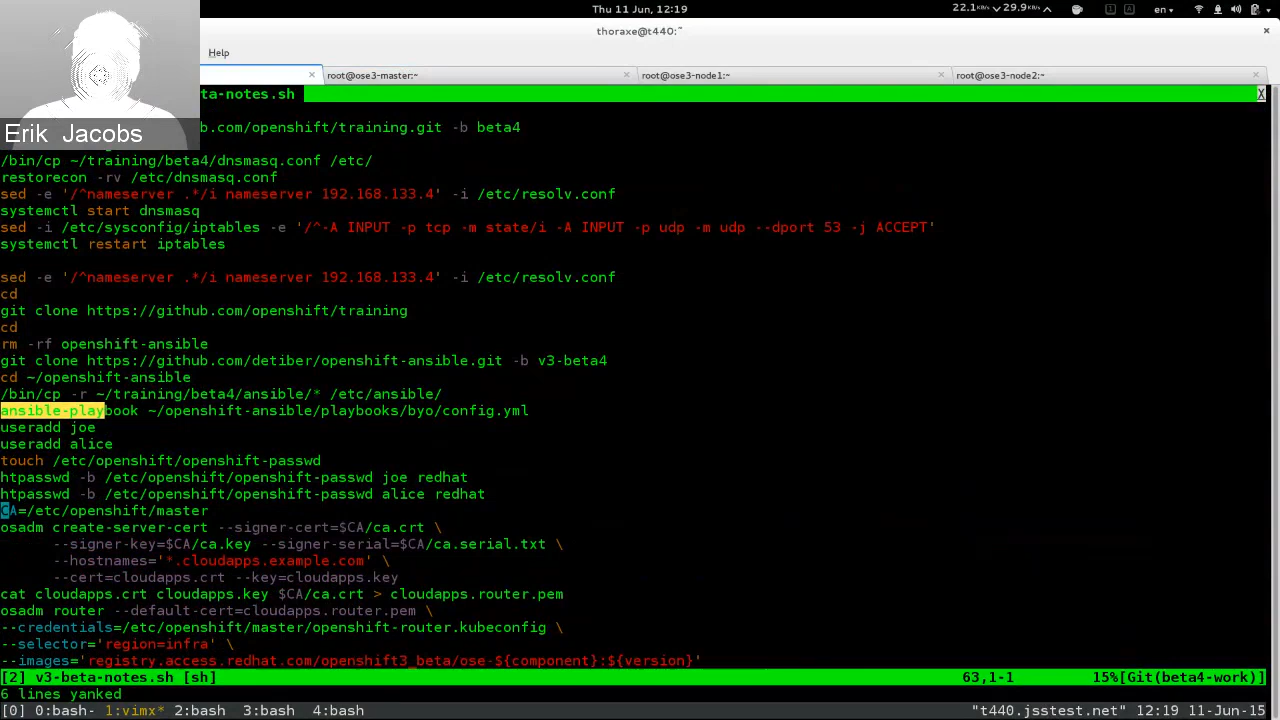 Thu 11 Jun, 12:19
22.1 KB/s 29.9 KB/s
en
thoraxe@t440:~
Help
root@ose3-master:~
root@ose3-node1:~
root@ose3-node2:~
ta-notes.sh
X
Erik Jacobs
b.com/openshift/training.git -b beta4
/bin/cp ~/training/beta4/dnsmasq.conf /etc/
restorecon -rv /etc/dnsmasq.conf
sed -e '/^nameserver .*/i nameserver 192.168.133.4' -i /etc/resolv.conf
systemctl start dnsmasq
sed -i /etc/sysconfig/iptables -e '/^-A INPUT -p tcp -m state/i -A INPUT -p udp -m udp --dport 53 -j ACCEPT'
systemctl restart iptables
sed -e '/^nameserver .*/i nameserver 192.168.133.4' -i /etc/resolv.conf
cd
git clone https://github.com/openshift/training
cd
rm -rf openshift-ansible
git clone https://github.com/detiber/openshift-ansible.git -b v3-beta4
cd ~/openshift-ansible
/bin/cp -r ~/training/beta4/ansible/* /etc/ansible/
ansible-playbook ~/openshift-ansible/playbooks/byo/config.yml
useradd joe
useradd alice
touch /etc/openshift/openshift-passwd
htpasswd -b /etc/openshift/openshift-passwd joe redhat
htpasswd -b /etc/openshift/openshift-passwd alice redhat
CA=/etc/openshift/master
osadm create-server-cert --signer-cert=$CA/ca.crt \
--signer-key=$CA/ca.key --signer-serial=$CA/ca.serial.txt \
--hostnames='*.cloudapps.example.com' \
--cert=cloudapps.crt --key=cloudapps.key
cat cloudapps.crt cloudapps.key $CA/ca.crt > cloudapps.router.pem
osadm router --default-cert=cloudapps.router.pem \
--credentials=/etc/openshift/master/openshift-router.kubeconfig \
--selector='region=infra' \
--images='registry.access.redhat.com/openshift3_beta/ose-${component}:${version}'
[2] v3-beta-notes.sh [sh] 63,1-1 15%[Git(beta4-work)]
6 lines yanked
[0] 0:bash- 1:vimx* 2:bash 3:bash 4:bash "t440.jsstest.net" 12:19 11-Jun-15